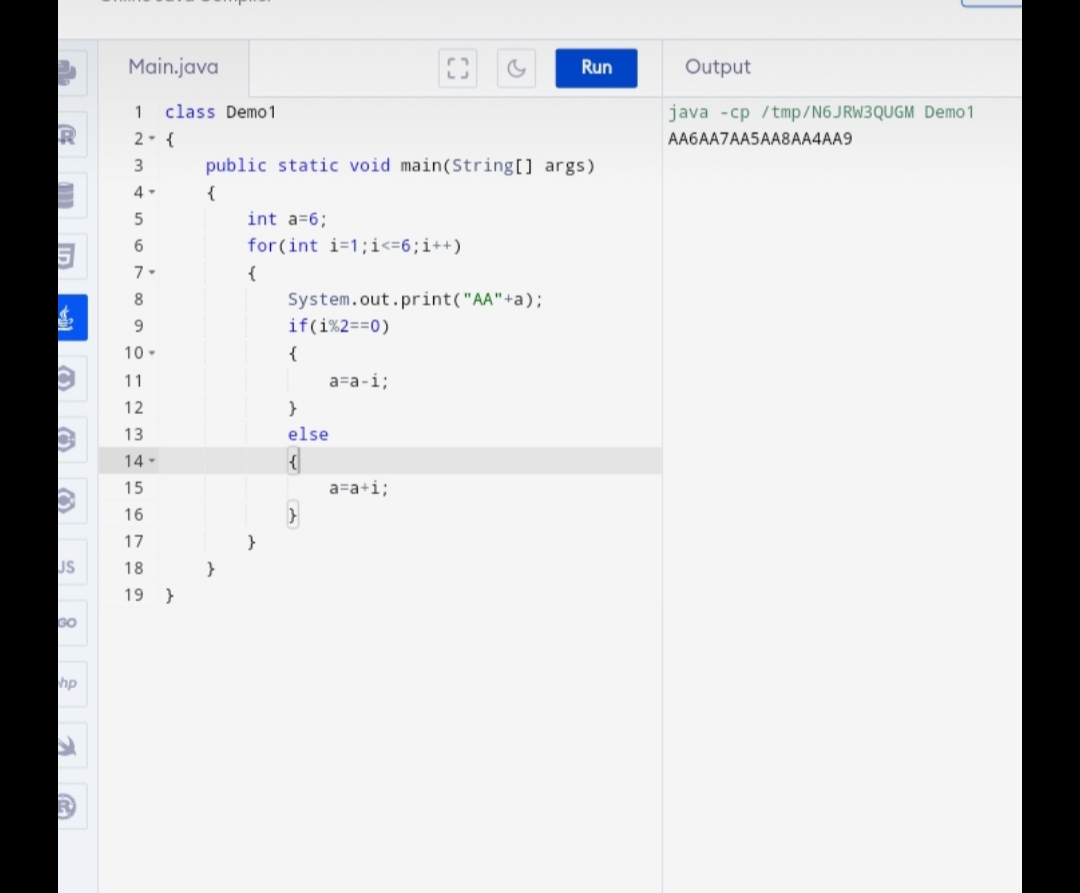 Main.java
Run
Output
1 class Demo1
2 {
3 public static void main(String[] args)
4 {
5 int a=6;
6 for(int i=1;i<=6;i++)
7 {
8 System.out.print("AA"+a);
9 if(i%2==0)
10 {
11 a=a-i;
12 }
13 else
14 {
15 a=a+i;
16 }
17 }
18 }
19 }
java -cp /tmp/N6JRW3QUGM Demo1
AA6AA7AA5AA8AA4AA9
R
JS
GO
php
R